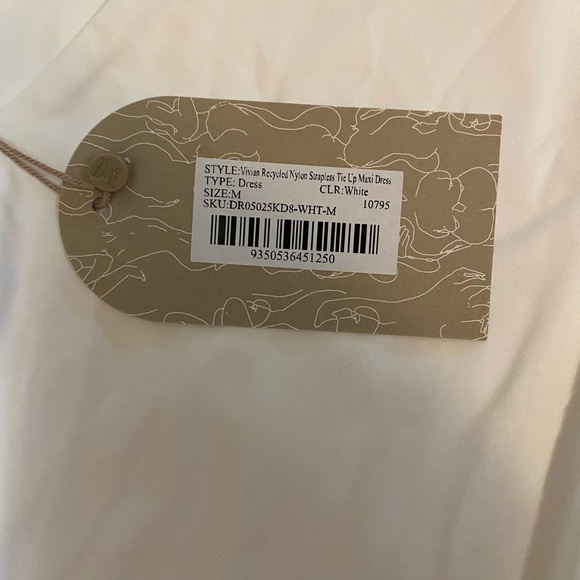 STYLE:Vivian Recycled Nylon Strapless Tie Up Maxi Dress
TYPE: Dress CLR:White
SIZE:M 10795
SKU:DR05025KD8-WHT-M
9350536451250